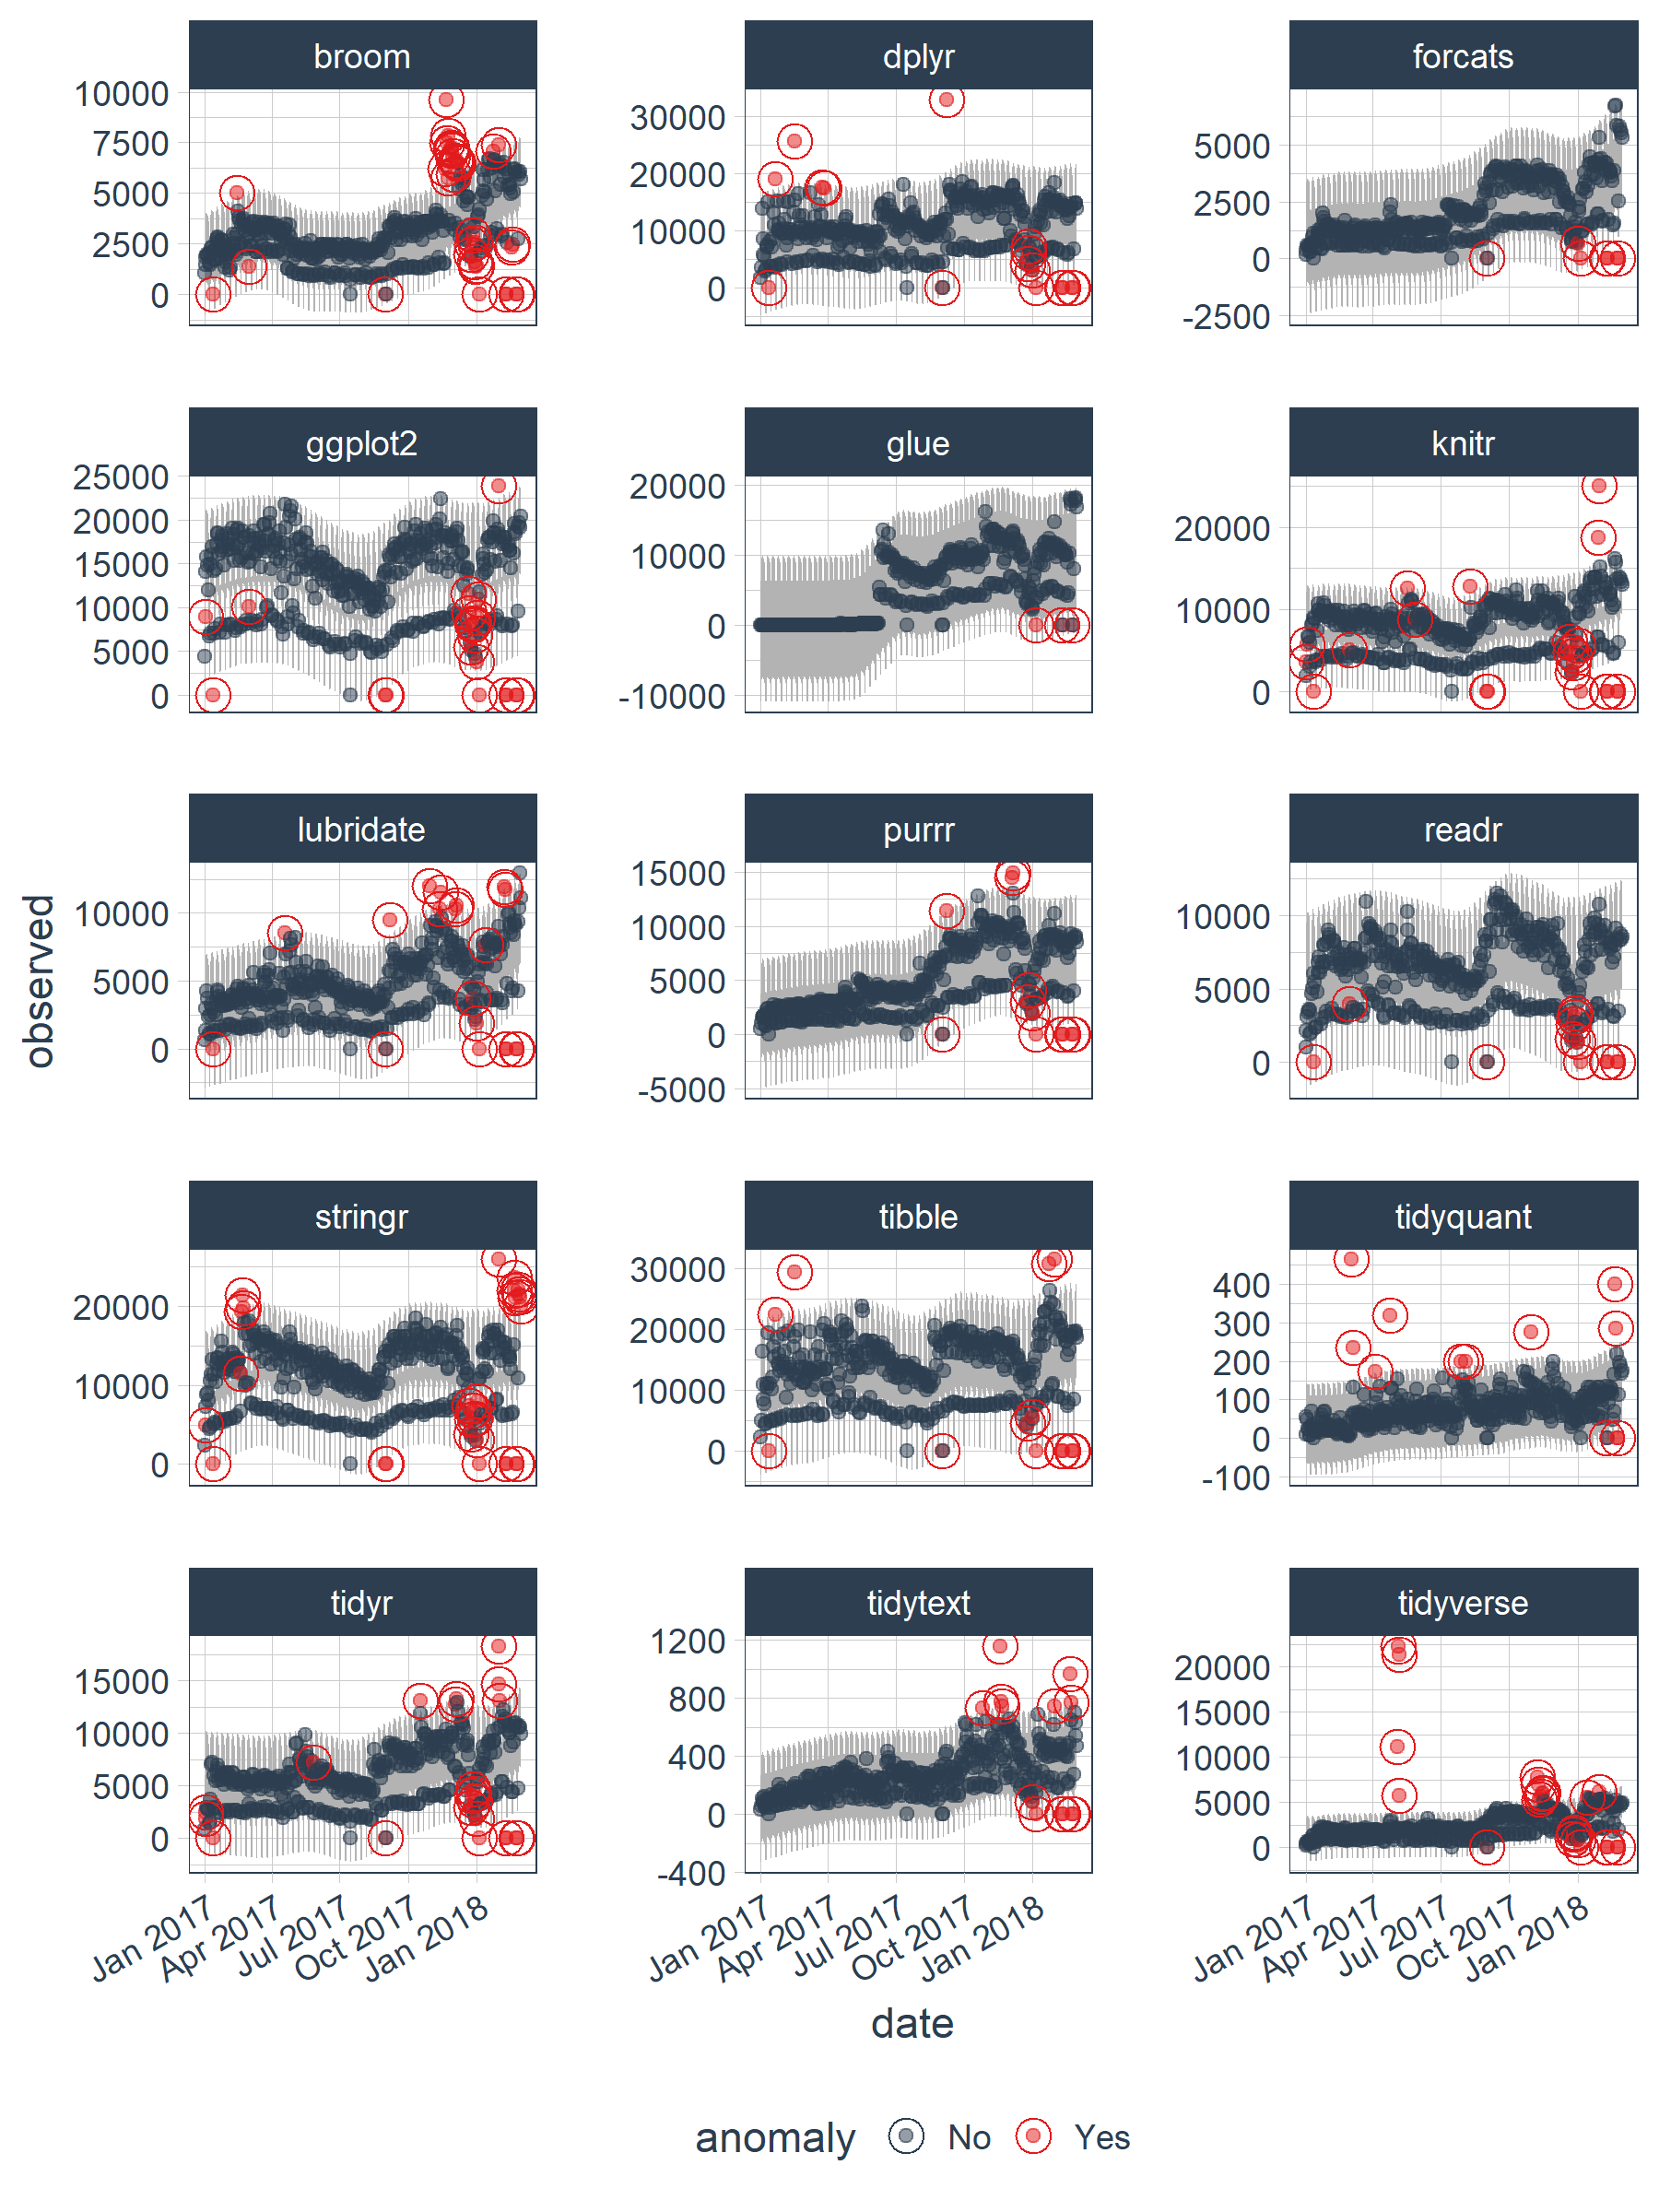 broom
dplyr
forcats
10000
7500
5000
2500
0
30000
20000
10000
0
5000
2500
0
-2500
ggplot2
glue
knitr
25000
20000
15000
10000
5000
0
20000
10000
0
-10000
20000
10000
0
lubridate
purrr
readr
10000
5000
0
15000
10000
5000
0
-5000
10000
5000
0
observed
stringr
tibble
tidyquant
20000
10000
0
30000
20000
10000
0
400
300
200
100
0
-100
tidyr
tidytext
tidyverse
15000
10000
5000
0
1200
800
400
0
-400
20000
15000
10000
5000
0
Jan 2017
Apr 2017
Jul 2017
Oct 2017
Jan 2018
Jan 2017
Apr 2017
Jul 2017
Oct 2017
Jan 2018
Jan 2017
Apr 2017
Jul 2017
Oct 2017
Jan 2018
date
anomaly No Yes